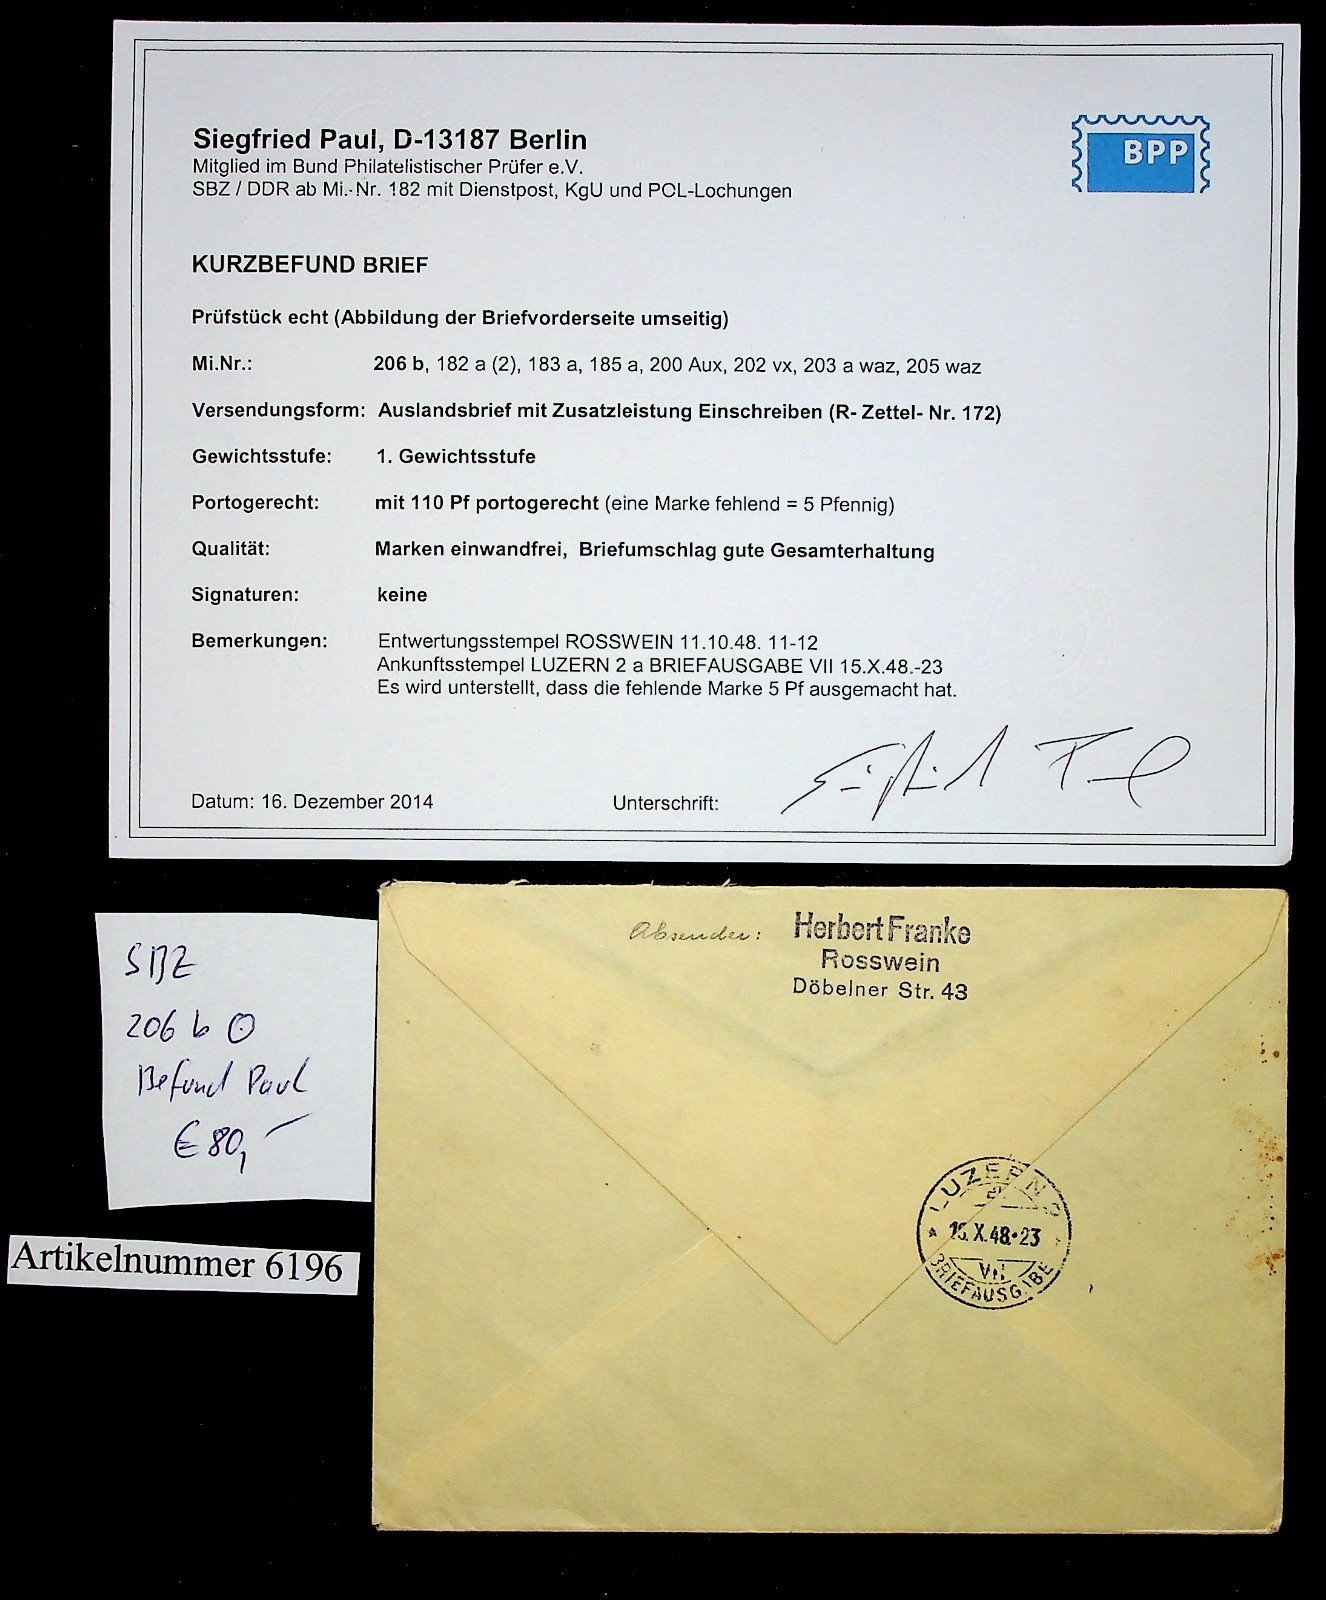 Siegfried Paul, D-13187 Berlin
Mitglied im Bund Philatelistischer Prüfer e.V.
SBZ / DDR ab Mi.-Nr. 182 mit Dienstpost, KgU und PCL-Lochungen
BPP
KURZBEFUND BRIEF
Prüfstück echt (Abbildung der Briefvorderseite umseitig)
Mi.Nr.: 206 b, 182 a (2), 183 a, 185 a, 200 Aux, 202 vx, 203 a waz, 205 waz
Versendungsform: Auslandsbrief mit Zusatzleistung Einschreiben (R- Zettel- Nr. 172)
Gewichtsstufe: 1. Gewichtsstufe
Portogerecht: mit 110 Pf portogerecht (eine Marke fehlend = 5 Pfennig)
Qualität: Marken einwandfrei, Briefumschlag gute Gesamterhaltung
Signaturen: keine
Bemerkungen: Entwertungsstempel ROSSWEIN 11.10.48. 11-12
Ankunftsstempel LUZERN 2 a BRIEFAUSGABE VII 15.X.48.-23
Es wird unterstellt, dass die fehlende Marke 5 Pf ausgemacht hat.
Datum: 16. Dezember 2014 Unterschrift:
Absender: Herbert Franke
Rosswein
Döbelner Str. 43
SBZ
206 b ⊙
Befund Paul
€ 80,-
LUZERN 2
15.X.48-23
VII
BRIEFAUSGABE
Artikelnummer 6196